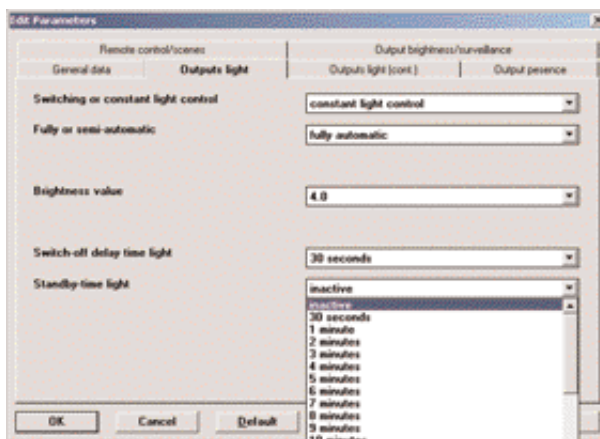 Edit Parameters
Remote control/scenes
Output brightness/surveillance
General data
Outputs light
Outputs light (cont.)
Output pesence
Switching or constant light control
constant light control
Fully or semi-automatic
fully automatic
Brightness value
4.0
Switch-off delay time light
30 seconds
Standby-time light
inactive
inactive
30 seconds
1 minute
2 minutes
3 minutes
4 minutes
5 minutes
6 minutes
7 minutes
8 minutes
9 minutes
10 minutes
OK
Cancel
Default